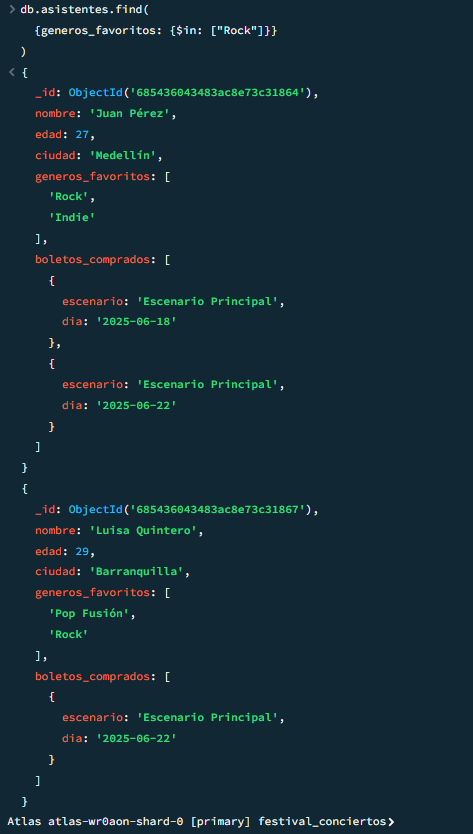 > db.asistentes.find(
{generos_favoritos: {$in: ["Rock"]}}
)
< {
_id: ObjectId('685436043483ac8e73c31864'),
nombre: 'Juan Pérez',
edad: 27,
ciudad: 'Medellín',
generos_favoritos: [
'Rock',
'Indie'
],
boletos_comprados: [
{
escenario: 'Escenario Principal',
dia: '2025-06-18'
},
{
escenario: 'Escenario Principal',
dia: '2025-06-22'
}
]
}
{
_id: ObjectId('685436043483ac8e73c31867'),
nombre: 'Luisa Quintero',
edad: 29,
ciudad: 'Barranquilla',
generos_favoritos: [
'Pop Fusión',
'Rock'
],
boletos_comprados: [
{
escenario: 'Escenario Principal',
dia: '2025-06-22'
}
]
}
Atlas atlas-wr0aon-shard-0 [primary] festival_conciertos>